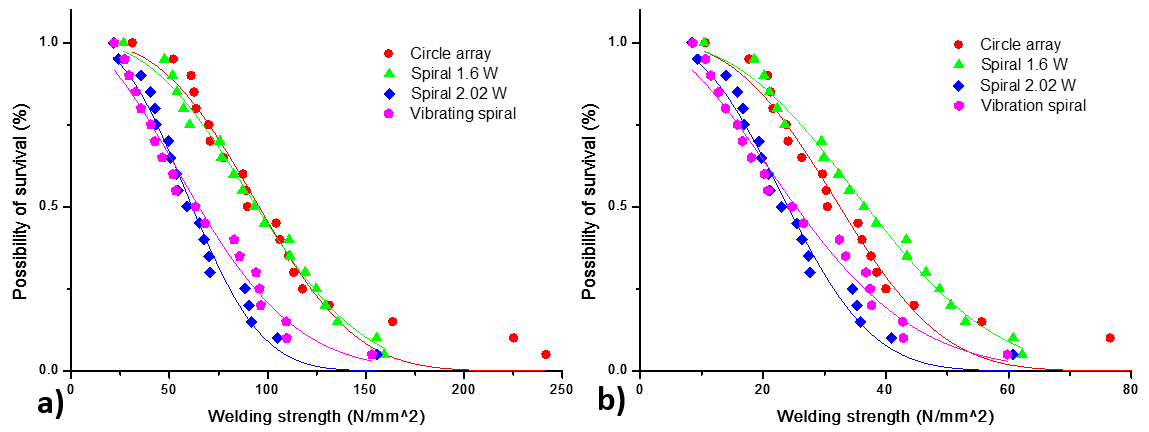 1.0
0.5
0.0
0
50
100
150
200
250
Possibility of survival (%)
Welding strength (N/mm^2)
Circle array
Spiral 1.6 W
Spiral 2.02 W
Vibrating spiral
a)
1.0
0.5
0.0
0
20
40
60
80
Possibility of survival (%)
Welding strength (N/mm^2)
Circle array
Spiral 1.6 W
Spiral 2.02 W
Vibration spiral
b)